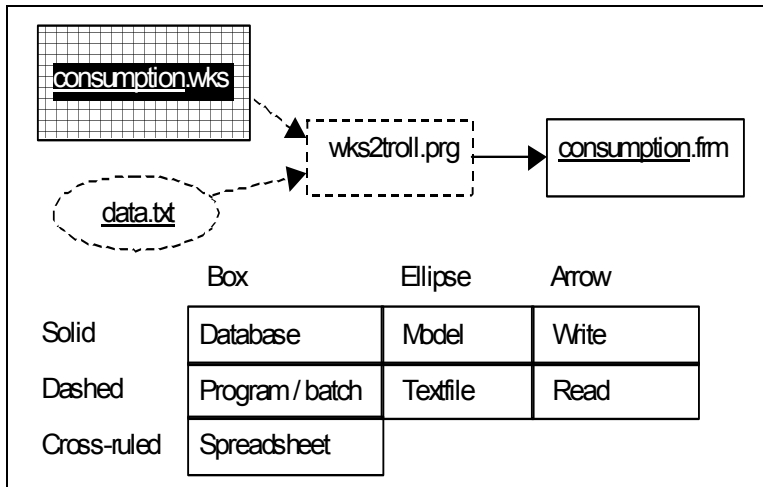 consumption.wks
wks2troll.prg
consumption.frm
data.txt
Box Ellipse Arrow
Solid Database Model Write
Dashed Program / batch Textfile Read
Cross-ruled Spreadsheet